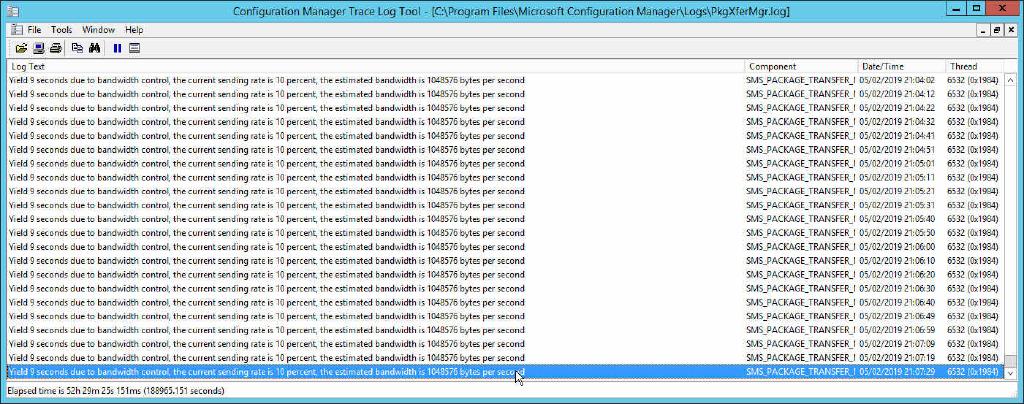 Configuration Manager Trace Log Tool - [C:\Program Files\Microsoft Configuration Manager\Logs\PkgXferMgr.log]
File Tools Window Help
Log Text Component Date/Time Thread
Yield 9 seconds due to bandwidth control, the current sending rate is 10 percent, the estimated bandwidth is 1048576 bytes per second SMS_PACKAGE_TRANSFER_M 05/02/2019 21:04:02 6532 (0x1984)
Yield 9 seconds due to bandwidth control, the current sending rate is 10 percent, the estimated bandwidth is 1048576 bytes per second SMS_PACKAGE_TRANSFER_M 05/02/2019 21:04:12 6532 (0x1984)
Yield 9 seconds due to bandwidth control, the current sending rate is 10 percent, the estimated bandwidth is 1048576 bytes per second SMS_PACKAGE_TRANSFER_M 05/02/2019 21:04:22 6532 (0x1984)
Yield 9 seconds due to bandwidth control, the current sending rate is 10 percent, the estimated bandwidth is 1048576 bytes per second SMS_PACKAGE_TRANSFER_M 05/02/2019 21:04:32 6532 (0x1984)
Yield 9 seconds due to bandwidth control, the current sending rate is 10 percent, the estimated bandwidth is 1048576 bytes per second SMS_PACKAGE_TRANSFER_M 05/02/2019 21:04:41 6532 (0x1984)
Yield 9 seconds due to bandwidth control, the current sending rate is 10 percent, the estimated bandwidth is 1048576 bytes per second SMS_PACKAGE_TRANSFER_M 05/02/2019 21:04:51 6532 (0x1984)
Yield 9 seconds due to bandwidth control, the current sending rate is 10 percent, the estimated bandwidth is 1048576 bytes per second SMS_PACKAGE_TRANSFER_M 05/02/2019 21:05:01 6532 (0x1984)
Yield 9 seconds due to bandwidth control, the current sending rate is 10 percent, the estimated bandwidth is 1048576 bytes per second SMS_PACKAGE_TRANSFER_M 05/02/2019 21:05:11 6532 (0x1984)
Yield 9 seconds due to bandwidth control, the current sending rate is 10 percent, the estimated bandwidth is 1048576 bytes per second SMS_PACKAGE_TRANSFER_M 05/02/2019 21:05:21 6532 (0x1984)
Yield 9 seconds due to bandwidth control, the current sending rate is 10 percent, the estimated bandwidth is 1048576 bytes per second SMS_PACKAGE_TRANSFER_M 05/02/2019 21:05:31 6532 (0x1984)
Yield 9 seconds due to bandwidth control, the current sending rate is 10 percent, the estimated bandwidth is 1048576 bytes per second SMS_PACKAGE_TRANSFER_M 05/02/2019 21:05:40 6532 (0x1984)
Yield 9 seconds due to bandwidth control, the current sending rate is 10 percent, the estimated bandwidth is 1048576 bytes per second SMS_PACKAGE_TRANSFER_M 05/02/2019 21:05:50 6532 (0x1984)
Yield 9 seconds due to bandwidth control, the current sending rate is 10 percent, the estimated bandwidth is 1048576 bytes per second SMS_PACKAGE_TRANSFER_M 05/02/2019 21:06:00 6532 (0x1984)
Yield 9 seconds due to bandwidth control, the current sending rate is 10 percent, the estimated bandwidth is 1048576 bytes per second SMS_PACKAGE_TRANSFER_M 05/02/2019 21:06:10 6532 (0x1984)
Yield 9 seconds due to bandwidth control, the current sending rate is 10 percent, the estimated bandwidth is 1048576 bytes per second SMS_PACKAGE_TRANSFER_M 05/02/2019 21:06:20 6532 (0x1984)
Yield 9 seconds due to bandwidth control, the current sending rate is 10 percent, the estimated bandwidth is 1048576 bytes per second SMS_PACKAGE_TRANSFER_M 05/02/2019 21:06:30 6532 (0x1984)
Yield 9 seconds due to bandwidth control, the current sending rate is 10 percent, the estimated bandwidth is 1048576 bytes per second SMS_PACKAGE_TRANSFER_M 05/02/2019 21:06:40 6532 (0x1984)
Yield 9 seconds due to bandwidth control, the current sending rate is 10 percent, the estimated bandwidth is 1048576 bytes per second SMS_PACKAGE_TRANSFER_M 05/02/2019 21:06:49 6532 (0x1984)
Yield 9 seconds due to bandwidth control, the current sending rate is 10 percent, the estimated bandwidth is 1048576 bytes per second SMS_PACKAGE_TRANSFER_M 05/02/2019 21:06:59 6532 (0x1984)
Yield 9 seconds due to bandwidth control, the current sending rate is 10 percent, the estimated bandwidth is 1048576 bytes per second SMS_PACKAGE_TRANSFER_M 05/02/2019 21:07:09 6532 (0x1984)
Yield 9 seconds due to bandwidth control, the current sending rate is 10 percent, the estimated bandwidth is 1048576 bytes per second SMS_PACKAGE_TRANSFER_M 05/02/2019 21:07:19 6532 (0x1984)
Yield 9 seconds due to bandwidth control, the current sending rate is 10 percent, the estimated bandwidth is 1048576 bytes per second SMS_PACKAGE_TRANSFER_M 05/02/2019 21:07:29 6532 (0x1984)
Elapsed time is 52h 29m 25s 151ms (188965.151 seconds)